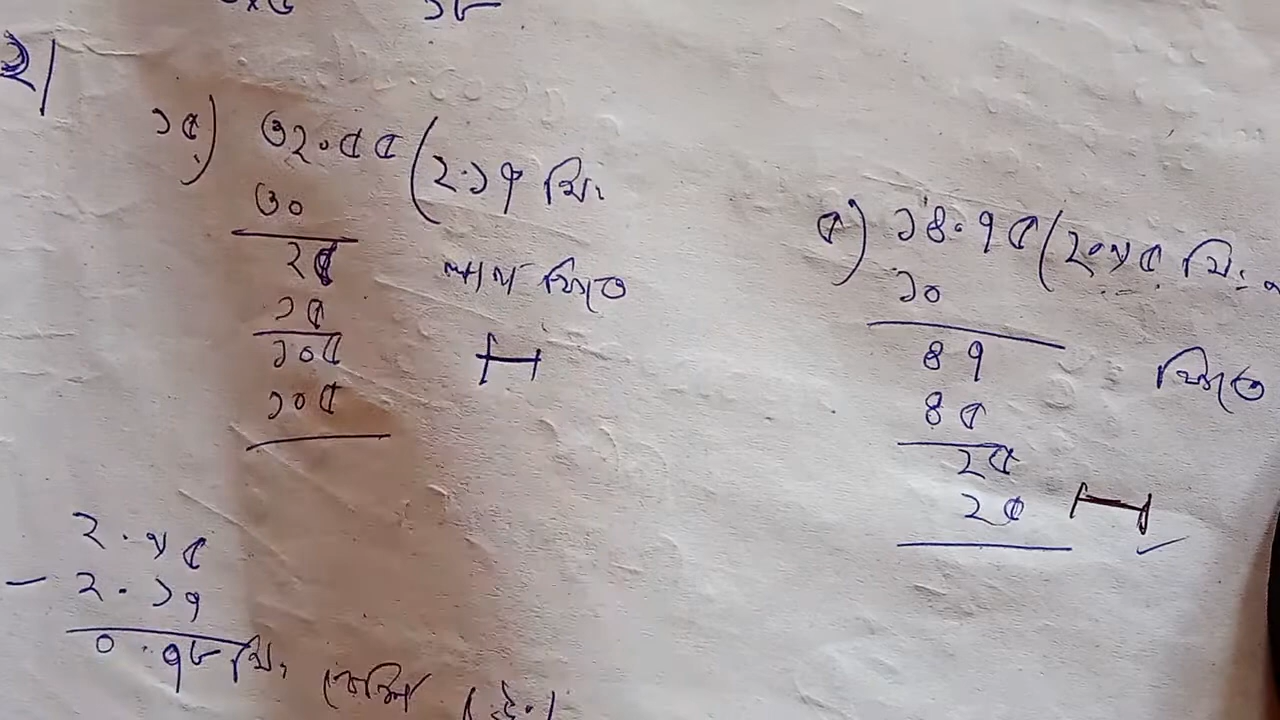 ২।
১৫) ৩২.৫৫ (২.১৭ মি.
৩০
২৫
১৫
১০৫
১০৫
লাল ফিতে
৫) ১৪.৭৫ (২.৯৫ মি.
১০
৪৭
৪৫
২৫
২৫
ফিতে
২.৯৫
- ২.১৭
০.৭৮ মি.